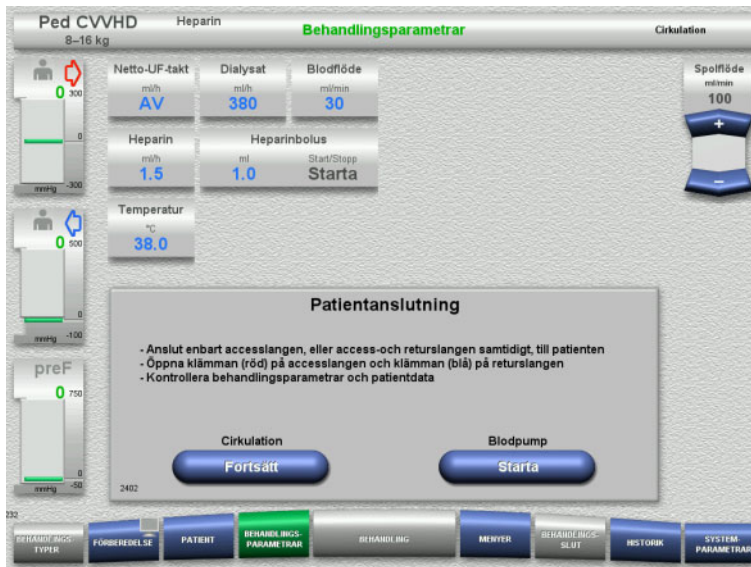 Ped CVVHD Heparin Behandlingsparametrar Cirkulation
8–16 kg
Netto-UF-takt Dialysat Blodflöde Spolflöde
ml/h ml/h ml/min ml/min
AV 380 30 100
0 300
+
0
Heparin Heparinbolus
ml/h ml Start/Stopp
1.5 1.0 Starta
–
mmHg -300
Temperatur
°C
38.0
0 500
0
mmHg -100
Patientanslutning
- Anslut enbart accesslangen, eller access-och returslangen samtidigt, till patienten
- Öppna klämman (röd) på accesslangen och klämman (blå) på returslangen
- Kontrollera behandlingsparametrar och patientdata
preF
0 750
Cirkulation Blodpump
Fortsätt Starta
0
mmHg -50
2402
232
BEHANDLINGS-TYPER
FÖRBEREDELSE
PATIENT
BEHANDLINGS-PARAMETRAR
BEHANDLING
MENYER
BEHANDLINGS-SLUT
HISTORIK
SYSTEM-PARAMETRAR